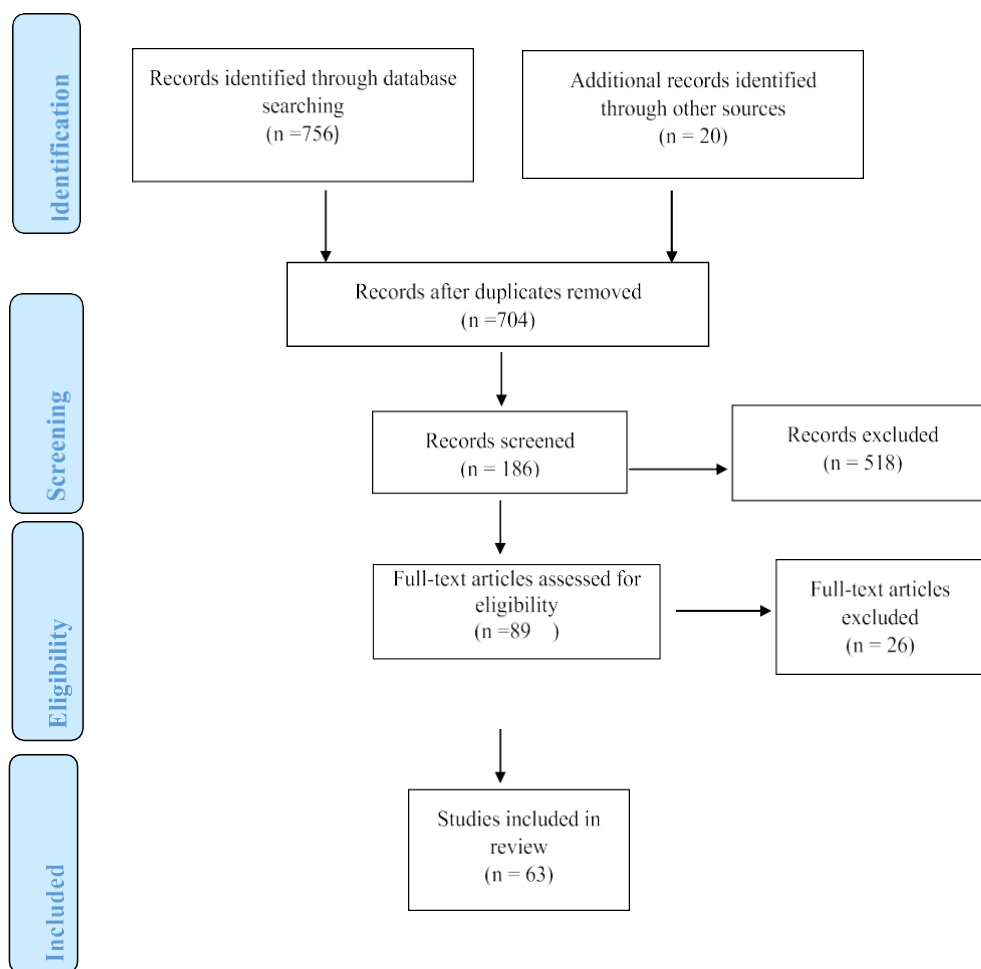 Identification
Records identified through database
searching
(n =756)
Additional records identified
through other sources
(n = 20)
Records after duplicates removed
(n =704)
Screening
Records screened
(n = 186)
Records excluded
(n = 518)
Eligibility
Full-text articles assessed for
eligibility
(n =89 )
Full-text articles
excluded
(n = 26)
Included
Studies included in
review
(n = 63)